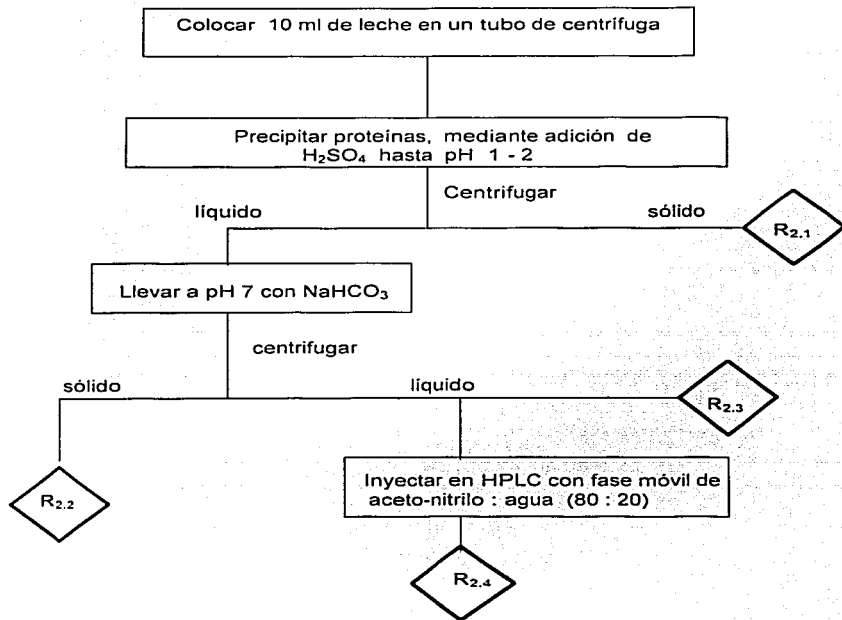 Colocar 10 ml de leche en un tubo de centrífuga
Precipitar proteínas, mediante adición de
H₂SO₄ hasta pH 1 - 2
Centrifugar
líquido
sólido
R₂.₁
Llevar a pH 7 con NaHCO₃
centrifugar
sólido
líquido
R₂.₃
Inyectar en HPLC con fase móvil de
aceto-nitrilo : agua (80 : 20)
R₂.₂
R₂.₄